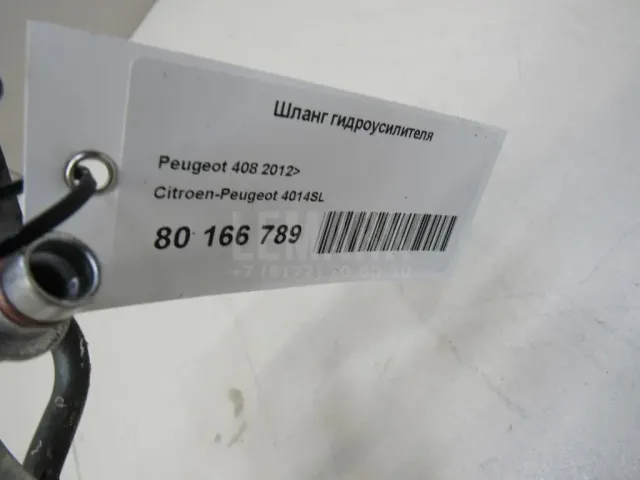 Шланг гидроусилителя
Peugeot 408 2012>
Citroen-Peugeot 4014SL
80 166 789